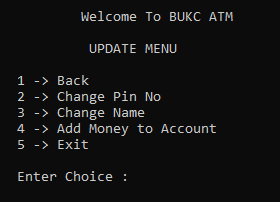 Welcome To BUKC ATM
UPDATE MENU
1 -> Back
2 -> Change Pin No
3 -> Change Name
4 -> Add Money to Account
5 -> Exit
Enter Choice :